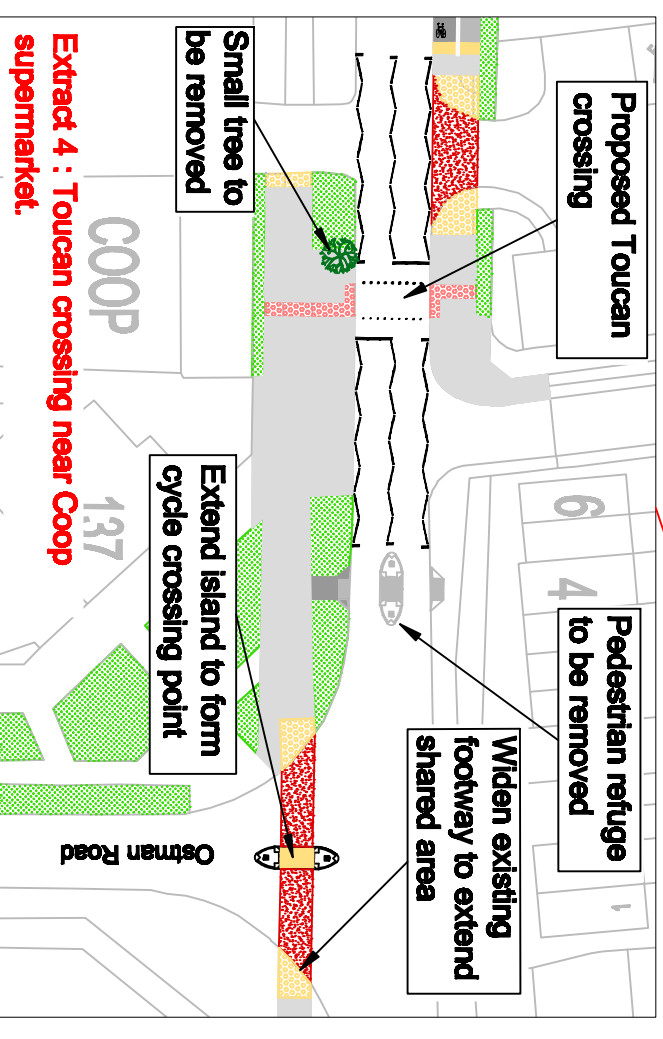 Proposed Toucan
crossing
Small tree to
be removed
Pedestrian refuge
to be removed
Widen existing
footway to extend
shared area
Extend island to form
cycle crossing point
Ostman Road
COOP
137
6
4
1
Extract 4 : Toucan crossing near Coop
supermarket.